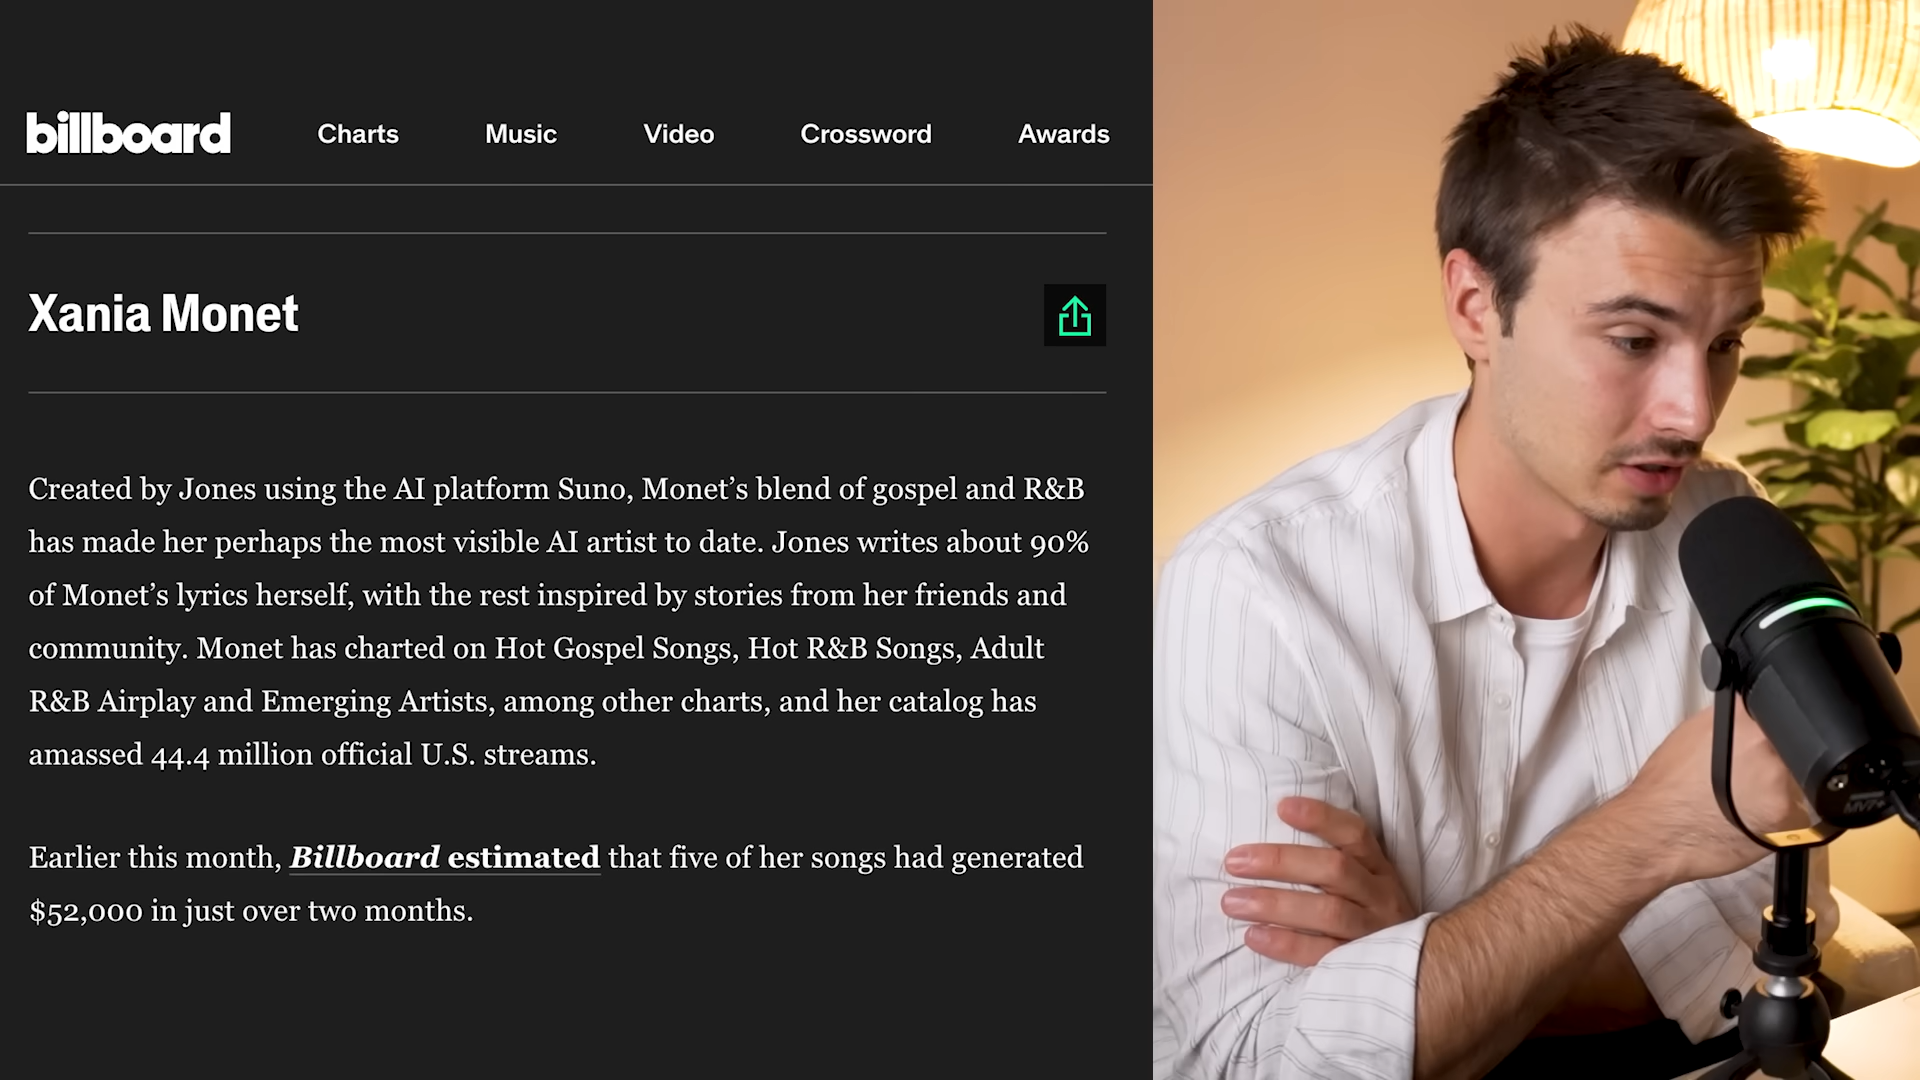 billboard Charts Music Video Crossword Awards
Xania Monet
Created by Jones using the AI platform Suno, Monet’s blend of gospel and R&B
has made her perhaps the most visible AI artist to date. Jones writes about 90%
of Monet’s lyrics herself, with the rest inspired by stories from her friends and
community. Monet has charted on Hot Gospel Songs, Hot R&B Songs, Adult
R&B Airplay and Emerging Artists, among other charts, and her catalog has
amassed 44.4 million official U.S. streams.
Earlier this month, Billboard estimated that five of her songs had generated
$52,000 in just over two months.
MV7+